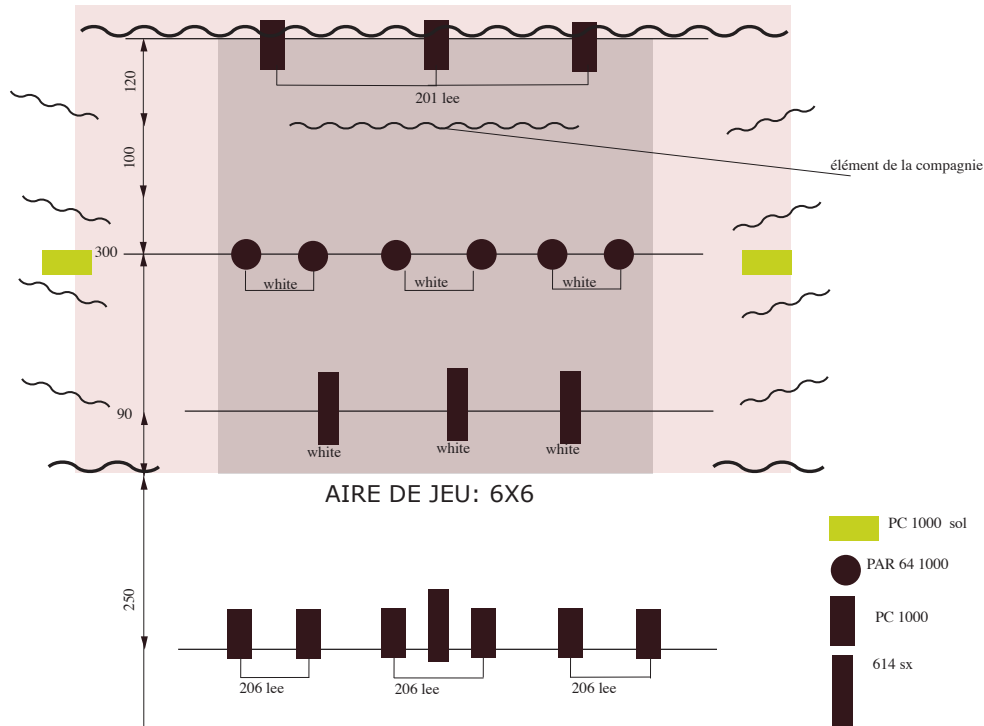 120
201 lee
100
élément de la compagnie
300
white
white
white
90
white
white
white
AIRE DE JEU: 6X6
PC 1000 sol
PAR 64 1000
250
PC 1000
614 sx
206 lee
206 lee
206 lee